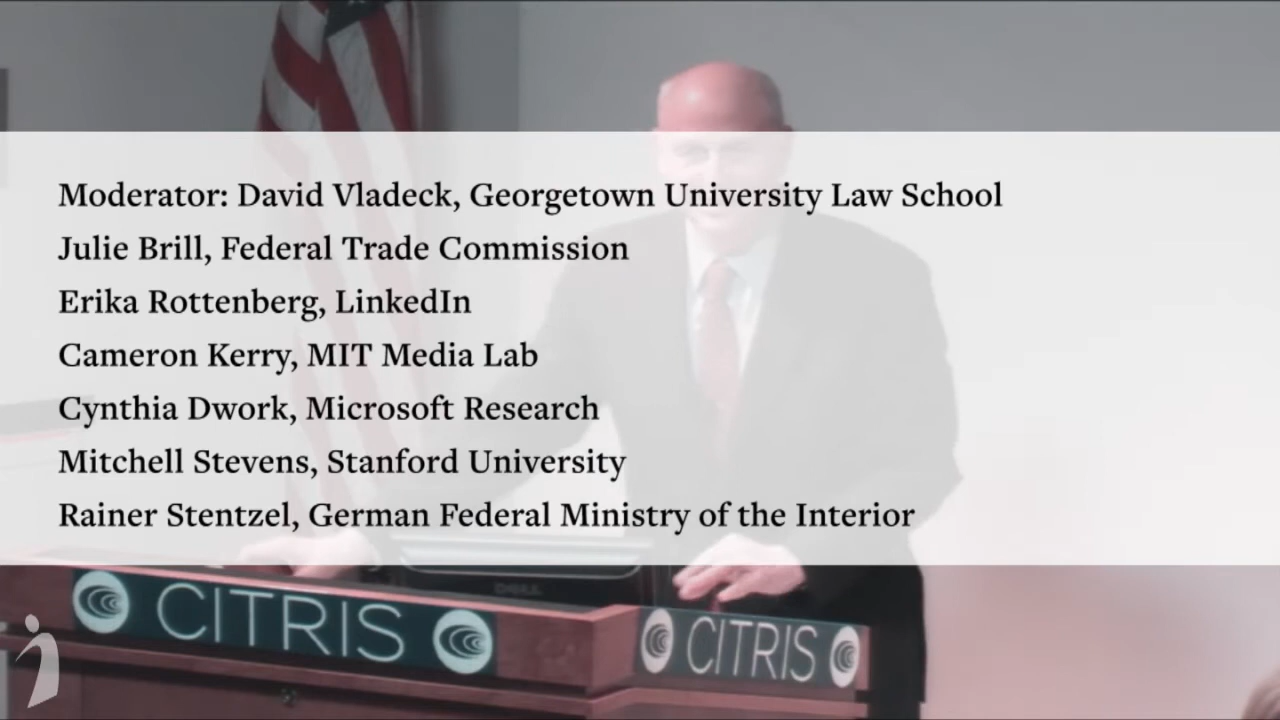 Moderator: David Vladeck, Georgetown University Law School
Julie Brill, Federal Trade Commission
Erika Rottenberg, LinkedIn
Cameron Kerry, MIT Media Lab
Cynthia Dwork, Microsoft Research
Mitchell Stevens, Stanford University
Rainer Stentzel, German Federal Ministry of the Interior
DELL
CITRIS
CITRIS